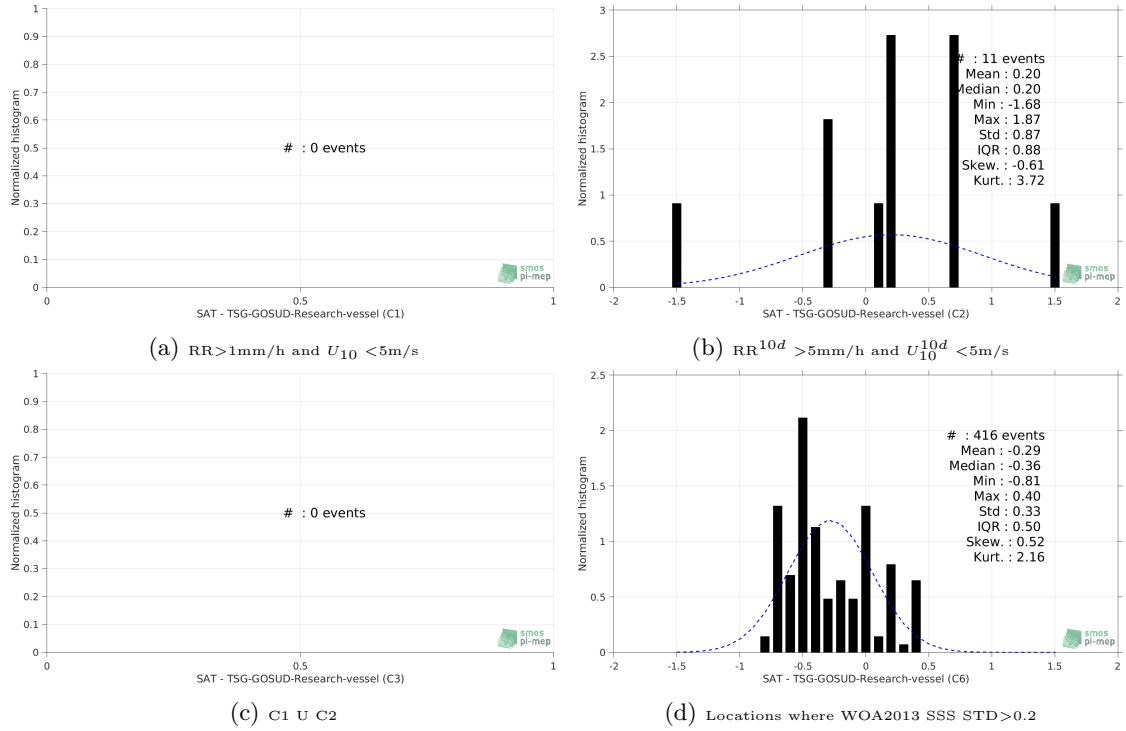 1
0.9
0.8
0.7
0.6
0.5
0.4
0.3
0.2
0.1
0
Normalized histogram
# : 0 events
smos
pi-mep
0 0.5 1
SAT - TSG-GOSUD-Research-vessel (C1)
(a) RR>1mm/h and U10 <5m/s
3
2.5
2
1.5
1
0.5
0
Normalized histogram
# : 11 events
Mean : 0.20
Median : 0.20
Min : -1.68
Max : 1.87
Std : 0.87
IQR : 0.88
Skew. : -0.61
Kurt. : 3.72
smos
pi-mep
-2 -1.5 -1 -0.5 0 0.5 1 1.5 2
SAT - TSG-GOSUD-Research-vessel (C2)
(b) RR10d >5mm/h and U10 10d <5m/s
1
0.9
0.8
0.7
0.6
0.5
0.4
0.3
0.2
0.1
0
Normalized histogram
# : 0 events
smos
pi-mep
0 0.5 1
SAT - TSG-GOSUD-Research-vessel (C3)
(c) C1 U C2
2.5
2
1.5
1
0.5
0
Normalized histogram
# : 416 events
Mean : -0.29
Median : -0.36
Min : -0.81
Max : 0.40
Std : 0.33
IQR : 0.50
Skew. : 0.52
Kurt. : 2.16
smos
pi-mep
-2 -1.5 -1 -0.5 0 0.5 1 1.5 2
SAT - TSG-GOSUD-Research-vessel (C6)
(d) Locations where WOA2013 SSS STD>0.2